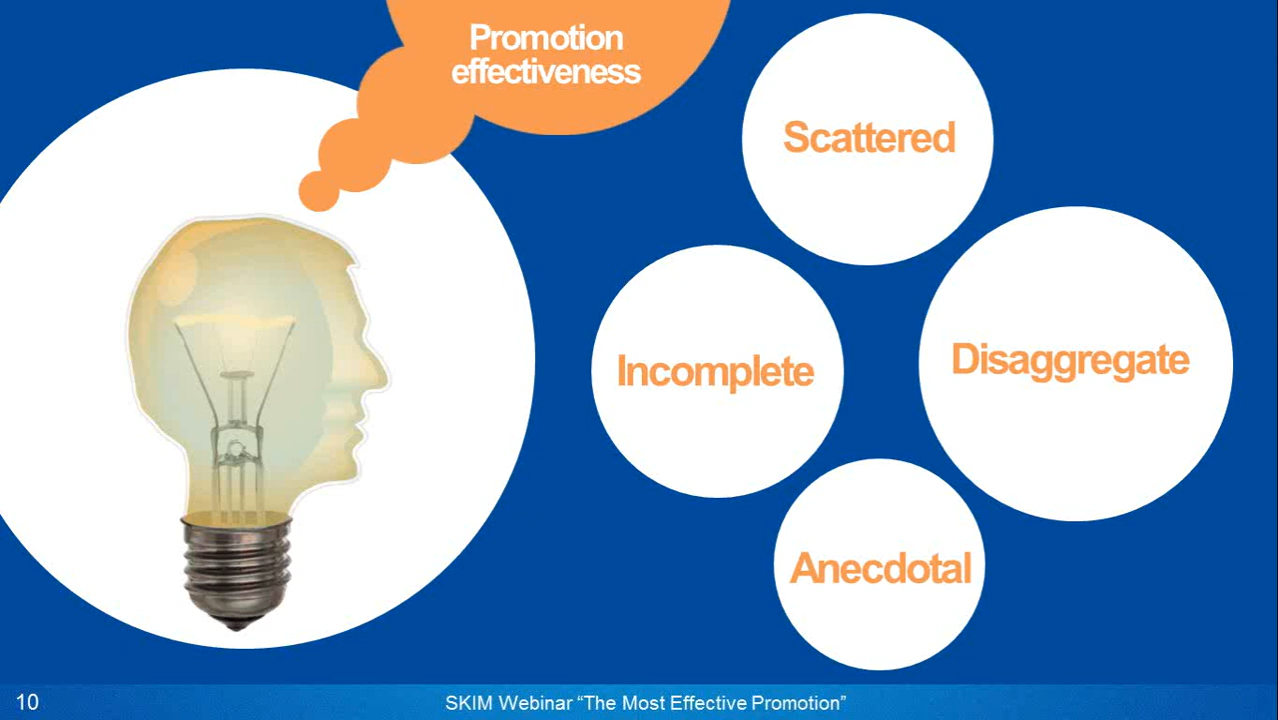 Promotion
effectiveness
Scattered
Incomplete
Disaggregate
Anecdotal
10
SKIM Webinar “The Most Effective Promotion”